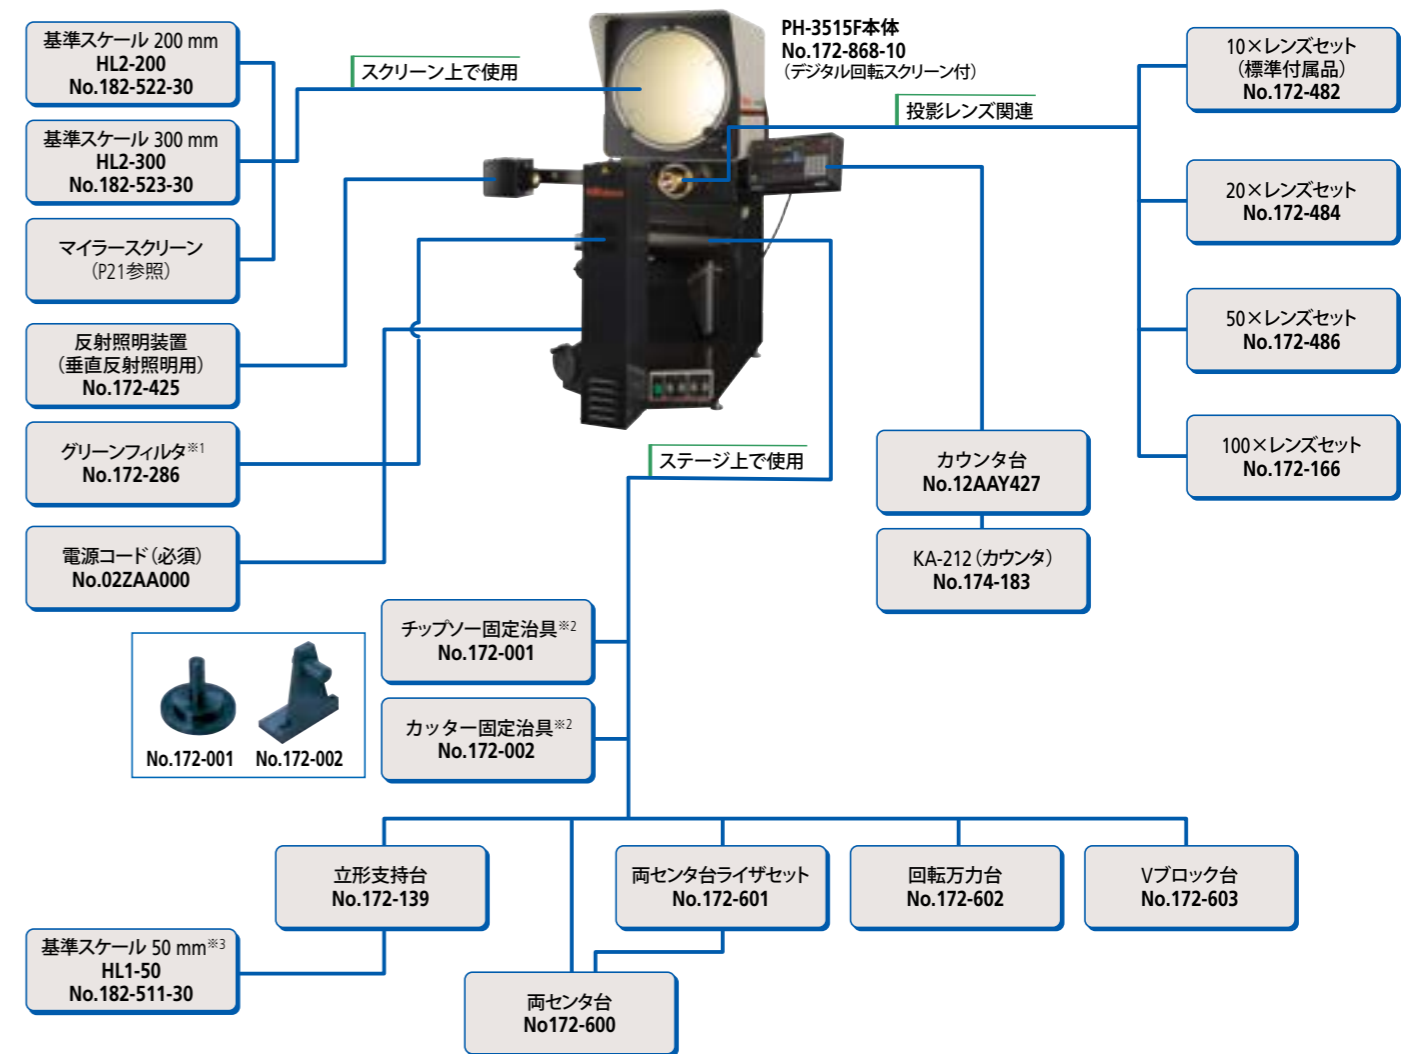 基準スケール 200 mm
HL2-200
No.182-522-30
基準スケール 300 mm
HL2-300
No.182-523-30
マイラースクリーン
(P21参照)
反射照明装置
(垂直反射照明用)
No.172-425
グリーンフィルタ※1
No.172-286
電源コード(必須)
No.02ZAA000
スクリーン上で使用
PH-3515F本体
No.172-868-10
(デジタル回転スクリーン付)
投影レンズ関連
10×レンズセット
(標準付属品)
No.172-482
20×レンズセット
No.172-484
50×レンズセット
No.172-486
100×レンズセット
No.172-166
ステージ上で使用
カウンタ台
No.12AAY427
KA-212(カウンタ)
No.174-183
チップソー固定治具※2
No.172-001
カッター固定治具※2
No.172-002
No.172-001
No.172-002
立形支持台
No.172-139
両センタ台ライザセット
No.172-601
回転万力台
No.172-602
Vブロック台
No.172-603
基準スケール 50 mm※3
HL1-50
No.182-511-30
両センタ台
No172-600